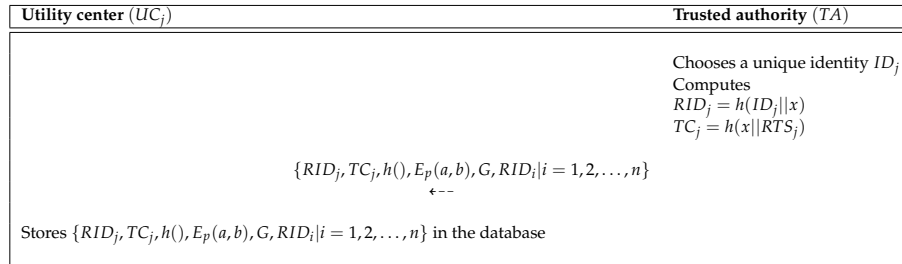 Utility center (UC_j) Trusted authority (TA)
Chooses a unique identity ID_j
Computes
RID_j = h(ID_j||x)
TC_j = h(x||RTS_j)
{RID_j, TC_j, h(), E_p(a, b), G, RID_i|i = 1, 2, . . . , n}
⇠
Stores {RID_j, TC_j, h(), E_p(a, b), G, RID_i|i = 1, 2, . . . , n} in the database